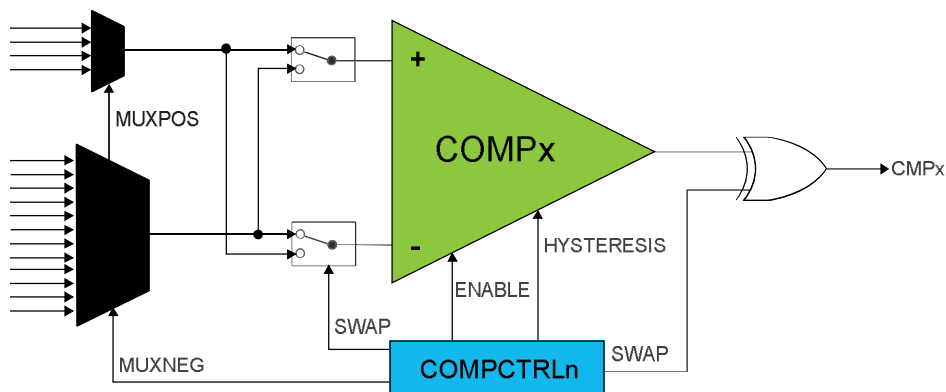 +
MUXPOS
COMPx
CMPx
-
HYSTERESIS
ENABLE
SWAP
SWAP
MUXNEG
COMPCTRLn